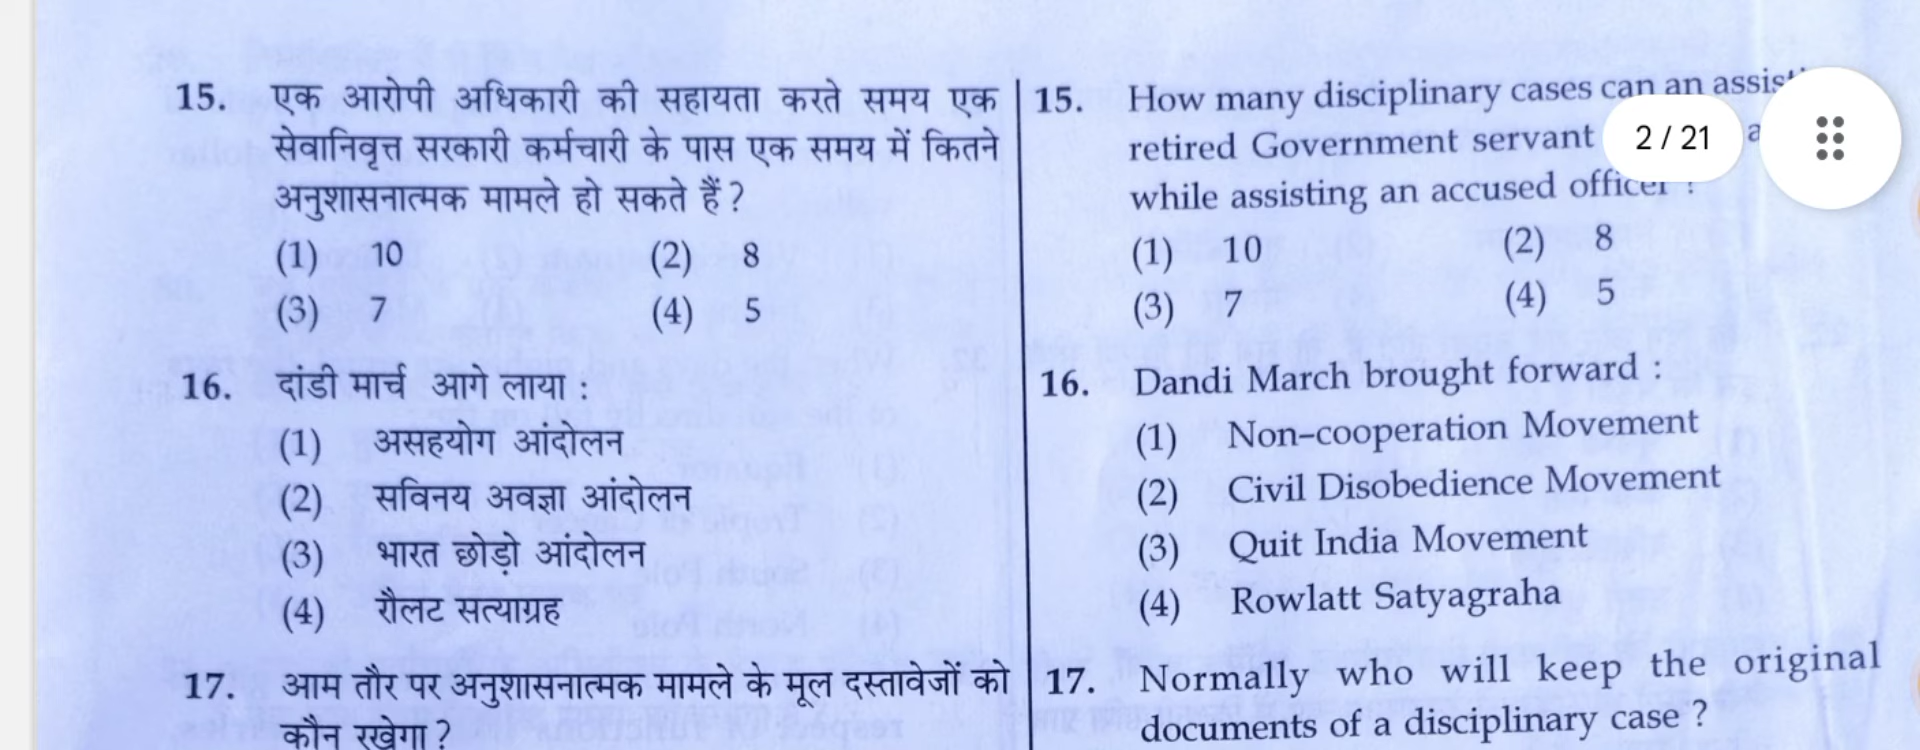 15. एक आरोपी अधिकारी की सहायता करते समय एक
सेवानिवृत्त सरकारी कर्मचारी के पास एक समय में कितने
अनुशासनात्मक मामले हो सकते हैं ?
(1) 10 (2) 8
(3) 7 (4) 5
16. दांडी मार्च आगे लाया :
(1) असहयोग आंदोलन
(2) सविनय अवज्ञा आंदोलन
(3) भारत छोड़ो आंदोलन
(4) रौलट सत्याग्रह
17. आम तौर पर अनुशासनात्मक मामले के मूल दस्तावेजों को
कौन रखेगा ?
15. How many disciplinary cases can an
retired Government servant
while assisting an accused officer ?
(1) 10 (2) 8
(3) 7 (4) 5
16. Dandi March brought forward :
(1) Non-cooperation Movement
(2) Civil Disobedience Movement
(3) Quit India Movement
(4) Rowlatt Satyagraha
17. Normally who will keep the original
documents of a disciplinary case ?
2 / 21